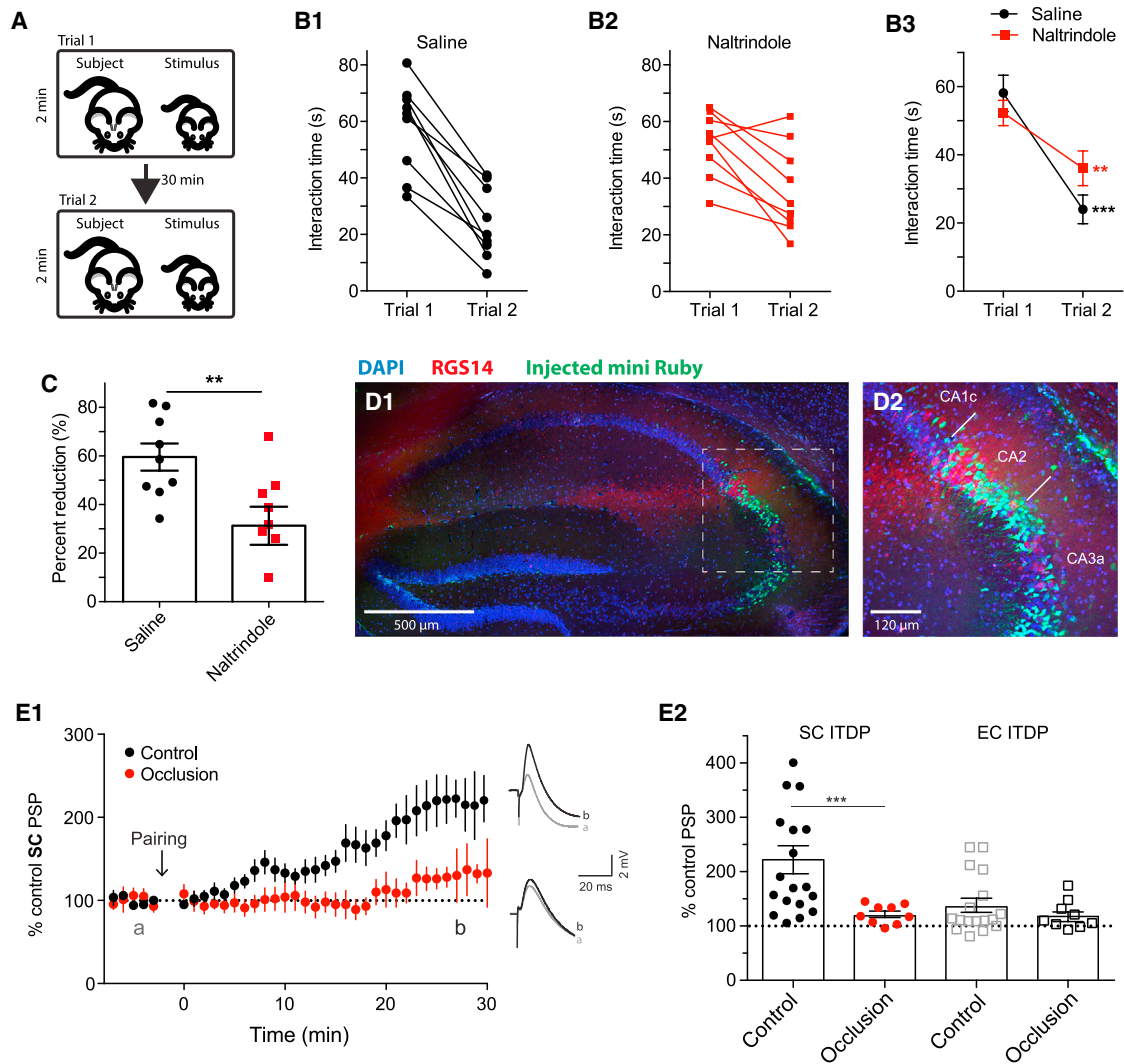 A
Trial 1
Subject Stimulus
2 min
30 min
Trial 2
Subject Stimulus
2 min
B1
Saline
Interaction time (s)
80
60
40
20
0
Trial 1 Trial 2
B2
Naltrindole
Interaction time (s)
80
60
40
20
0
Trial 1 Trial 2
B3
Saline
Naltrindole
Interaction time (s)
60
40
20
0
**
***
Trial 1 Trial 2
C
**
Percent reduction (%)
80
60
40
20
0
Saline
Naltrindole
DAPI RGS14 Injected mini Ruby
D1
500 µm
D2
CA1c
CA2
CA3a
120 µm
E1
% control SC PSP
300
200
100
0
Control
Occlusion
Pairing
a
b
0 10 20 30
Time (min)
b
a
2 mV
20 ms
b
a
E2
SC ITDP EC ITDP
% control PSP
400
300
200
150
100
50
0
***
Control
Occlusion
Control
Occlusion